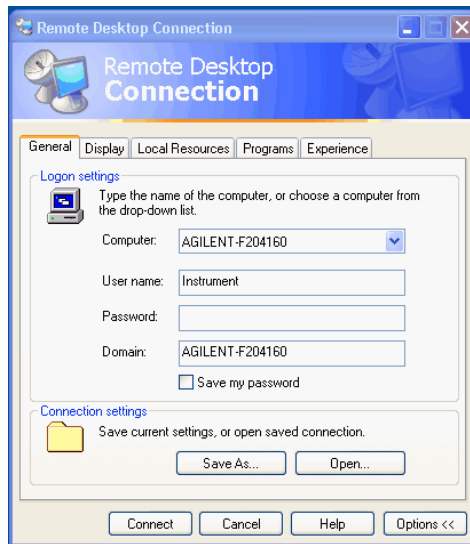 Remote Desktop Connection
Remote Desktop
Connection
General Display Local Resources Programs Experience
Logon settings
Type the name of the computer, or choose a computer from
the drop-down list.
Computer: AGILENT-F204160
User name: Instrument
Password:
Domain: AGILENT-F204160
Save my password
Connection settings
Save current settings, or open saved connection.
Save As... Open...
Connect Cancel Help Options <<